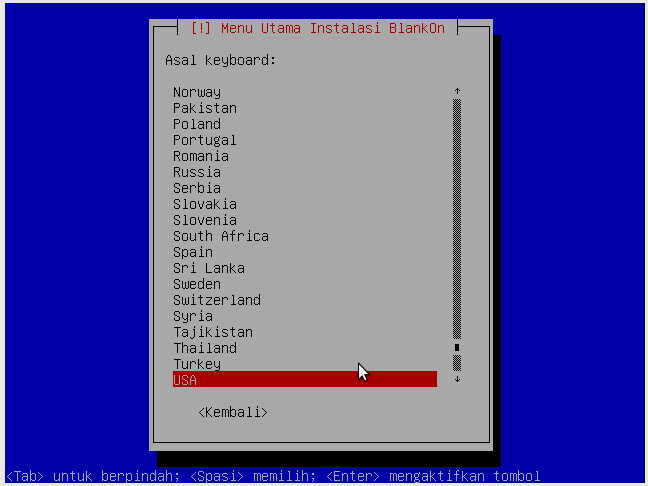 [!] Menu Utama Instalasi BlankOn
Asal keyboard:
Norway
Pakistan
Poland
Portugal
Romania
Russia
Serbia
Slovakia
Slovenia
South Africa
Spain
Sri Lanka
Sweden
Switzerland
Syria
Tajikistan
Thailand
Turkey
USA
<Kembali>
<Tab> untuk berpindah; <Spasi> memilih; <Enter> mengaktifkan tombol